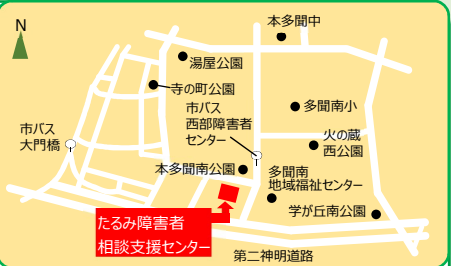 N
本多聞中
湯屋公園
寺の町公園
市バス
西部障害者
センター
多聞南小
市バス
大門橋
火の蔵
西公園
本多聞南公園
多聞南
地域福祉センター
学が丘南公園
たるみ障害者
相談支援センター
第二神明道路